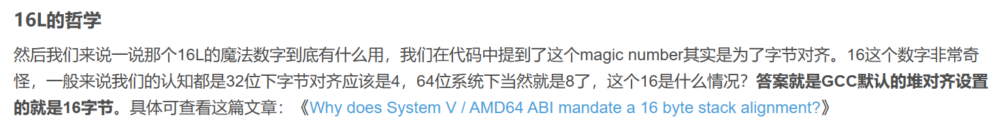 16L的哲学
然后我们来说一说那个16L的魔法数字到底有什么用，我们在代码中提到了这个magic number其实是为了字节对齐。16这个数字非常奇
怪，一般来说我们的认知都是32位下字节对齐应该是4，64位系统下当然就是8了，这个16是什么情况？答案就是GCC默认的堆对齐设置
的就是16字节。具体可查看这篇文章：《Why does System V / AMD64 ABI mandate a 16 byte stack alignment?》